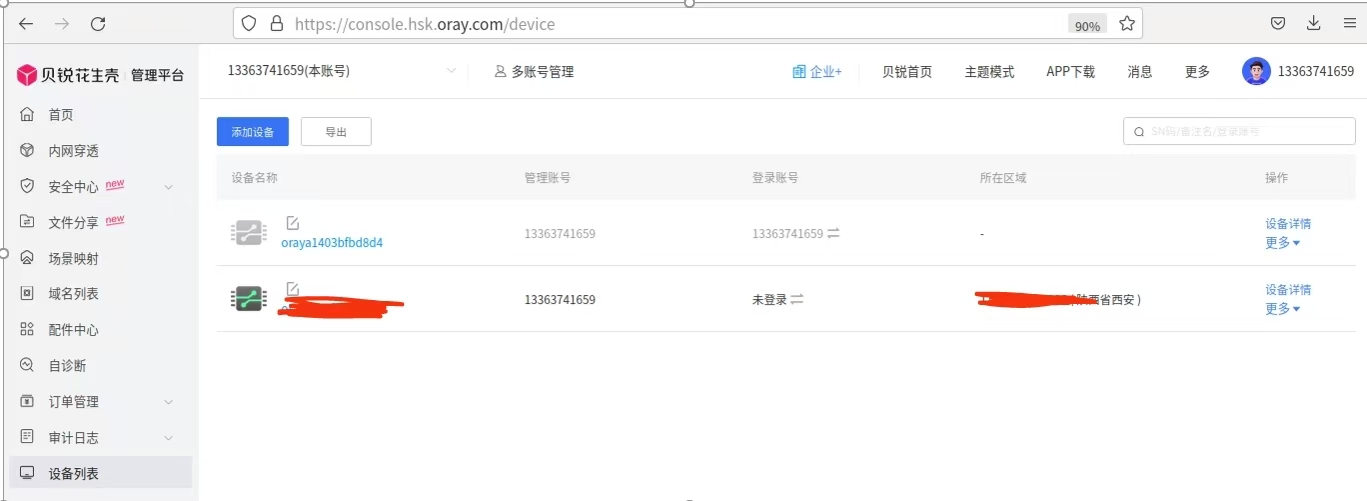 https://console.hsk.oray.com/device
90%
贝锐花生壳 管理平台
13363741659(本账号)
多账号管理
企业+
贝锐首页
主题模式
APP下载
消息
更多
13363741659
首页
内网穿透
安全中心 new
文件分享 new
场景映射
域名列表
配件中心
自诊断
订单管理
审计日志
设备列表
添加设备
导出
SN码/备注名/登录账号
设备名称 管理账号 登录账号 所在区域 操作
oraya1403bfbd8d4 13363741659 13363741659 - 设备详情
更多
13363741659 未登录 陕西省西安 ) 设备详情
更多